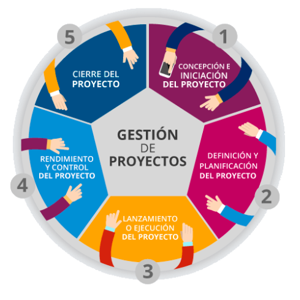 5
1
CIERRE DEL
PROYECTO
CONCEPCIÓN E
INICIACIÓN
DEL PROYECTO
GESTIÓN
DE
PROYECTOS
RENDIMIENTO
Y CONTROL
DEL PROYECTO
DEFINICIÓN Y
PLANIFICACIÓN
DEL PROYECTO
4
2
LANZAMIENTO
O EJECUCIÓN
DEL PROYECTO
3